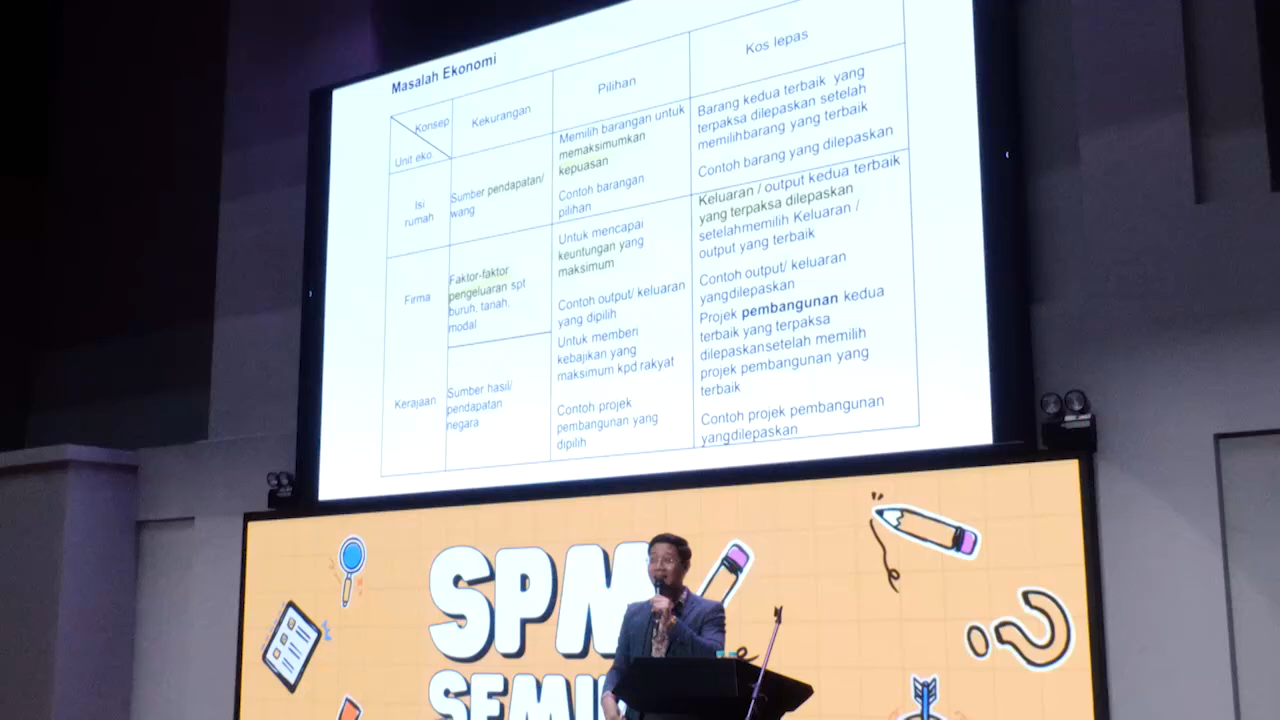 Masalah Ekonomi
Konsep
Unit eko
Kekurangan
Pilihan
Kos lepas
Isi
rumah
Sumber pendapatan/
wang
Memilih barangan untuk
memaksimumkan
kepuasan
Contoh barangan
pilihan
Barang kedua terbaik yang
terpaksa dilepaskan setelah
memilihbarang yang terbaik
Contoh barang yang dilepaskan
Firma
Faktor-faktor
pengeluaran spt
buruh, tanah,
modal
Untuk mencapai
keuntungan yang
maksimum
Contoh output/ keluaran
yang dipilih
Keluaran / output kedua terbaik
yang terpaksa dilepaskan
setelahmemilih Keluaran /
output yang terbaik
Contoh output/ keluaran
yangdilepaskan
Kerajaan
Sumber hasil/
pendapatan
negara
Untuk memberi
kebajikan yang
maksimum kpd rakyat
Contoh projek
pembangunan yang
dipilih
Projek pembangunan kedua
terbaik yang terpaksa
dilepaskansetelah memilih
projek pembangunan yang
terbaik
Contoh projek pembangunan
yangdilepaskan
SPM